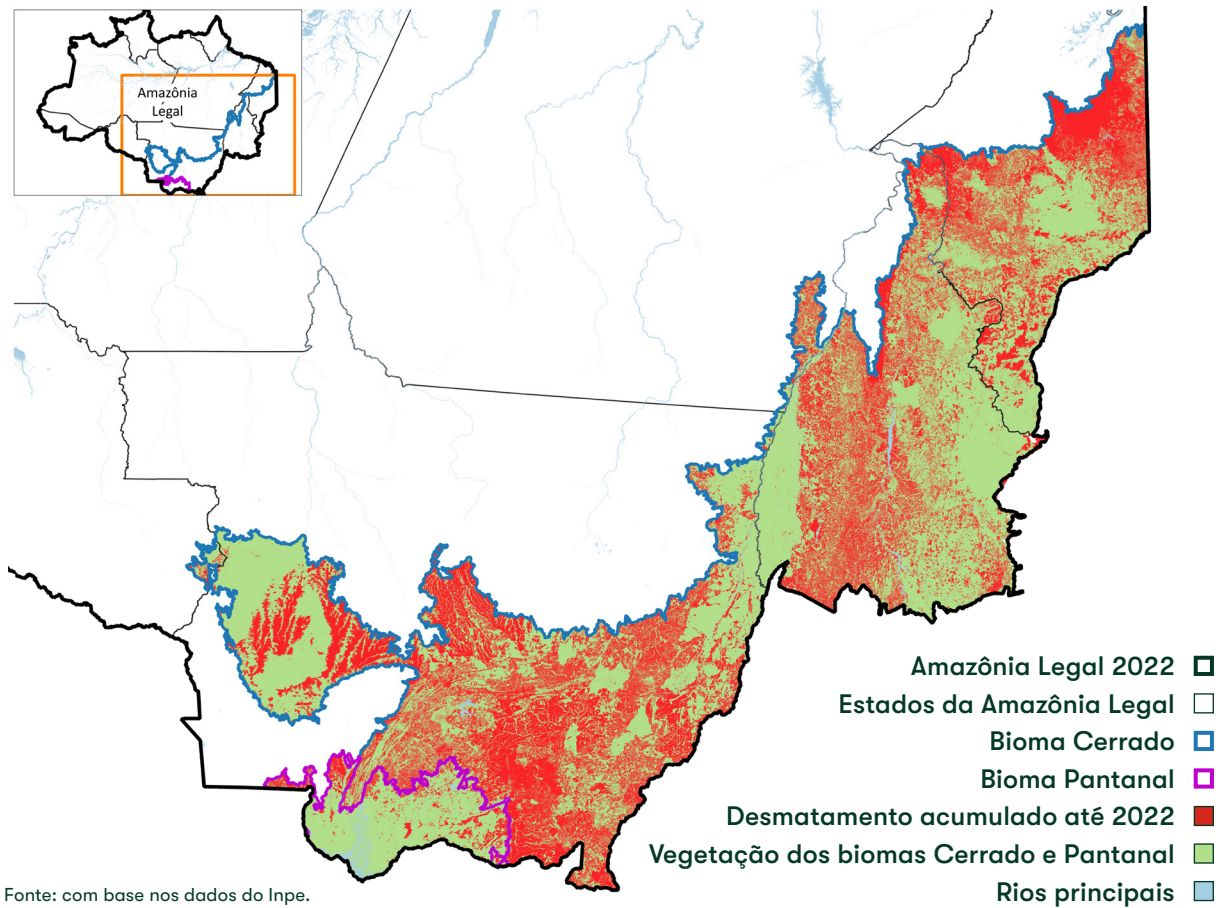 Amazônia
Legal
Amazônia Legal 2022
Estados da Amazônia Legal
Bioma Cerrado
Bioma Pantanal
Desmatamento acumulado até 2022
Vegetação dos biomas Cerrado e Pantanal
Rios principais
Fonte: com base nos dados do Inpe.